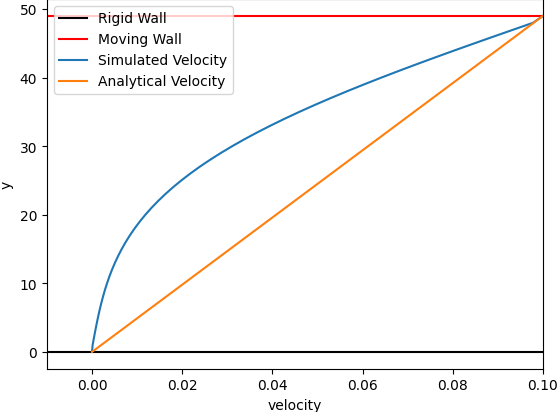 50
40
30
20
10
0
y
Rigid Wall
Moving Wall
Simulated Velocity
Analytical Velocity
0.00 0.02 0.04 0.06 0.08 0.10
velocity